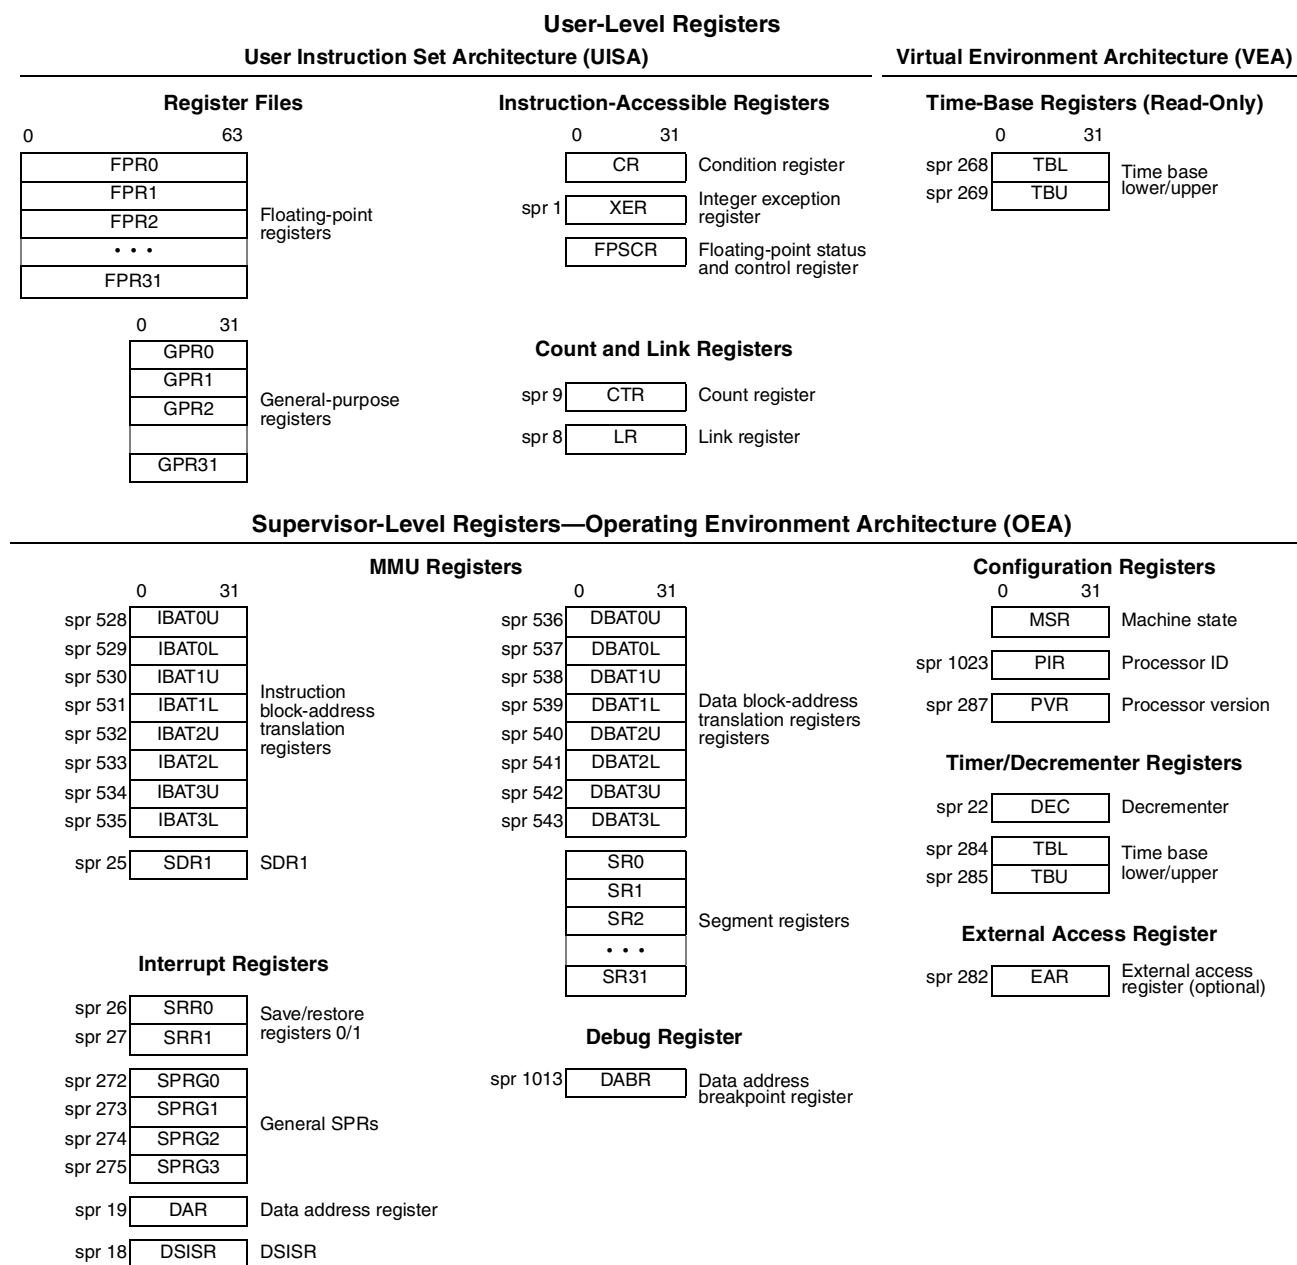 User-Level Registers
User Instruction Set Architecture (UISA)
Virtual Environment Architecture (VEA)
Register Files
0 63
FPR0
FPR1
FPR2
• • •
FPR31
Floating-point
registers
0 31
GPR0
GPR1
GPR2
GPR31
General-purpose
registers
Instruction-Accessible Registers
0 31
CR Condition register
spr 1 XER Integer exception
register
FPSCR Floating-point status
and control register
Count and Link Registers
spr 9 CTR Count register
spr 8 LR Link register
Time-Base Registers (Read-Only)
0 31
spr 268 TBL
spr 269 TBU
Time base
lower/upper
Supervisor-Level Registers—Operating Environment Architecture (OEA)
MMU Registers
0 31
spr 528 IBAT0U
spr 529 IBAT0L
spr 530 IBAT1U
spr 531 IBAT1L
spr 532 IBAT2U
spr 533 IBAT2L
spr 534 IBAT3U
spr 535 IBAT3L
Instruction
block-address
translation
registers
spr 25 SDR1 SDR1
0 31
spr 536 DBAT0U
spr 537 DBAT0L
spr 538 DBAT1U
spr 539 DBAT1L
spr 540 DBAT2U
spr 541 DBAT2L
spr 542 DBAT3U
spr 543 DBAT3L
Data block-address
translation registers
registers
SR0
SR1
SR2
• • •
SR31
Segment registers
Configuration Registers
0 31
MSR Machine state
spr 1023 PIR Processor ID
spr 287 PVR Processor version
Timer/Decrementer Registers
spr 22 DEC Decrementer
spr 284 TBL
spr 285 TBU
Time base
lower/upper
External Access Register
spr 282 EAR External access
register (optional)
Interrupt Registers
spr 26 SRR0
spr 27 SRR1
Save/restore
registers 0/1
spr 272 SPRG0
spr 273 SPRG1
spr 274 SPRG2
spr 275 SPRG3
General SPRs
spr 19 DAR Data address register
spr 18 DSISR DSISR
Debug Register
spr 1013 DABR Data address
breakpoint register